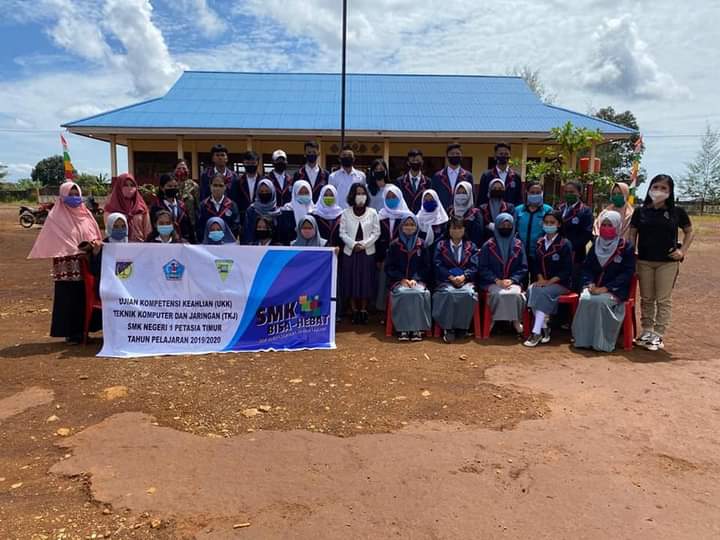 UJIAN KOMPETENSI KEAHLIAN (UKK)
TEKNIK KOMPUTER DAN JARINGAN (TKJ)
SMK NEGERI 1 PETASIA TIMUR
TAHUN PELAJARAN 2019/2020
SMK
BISA-HEBAT